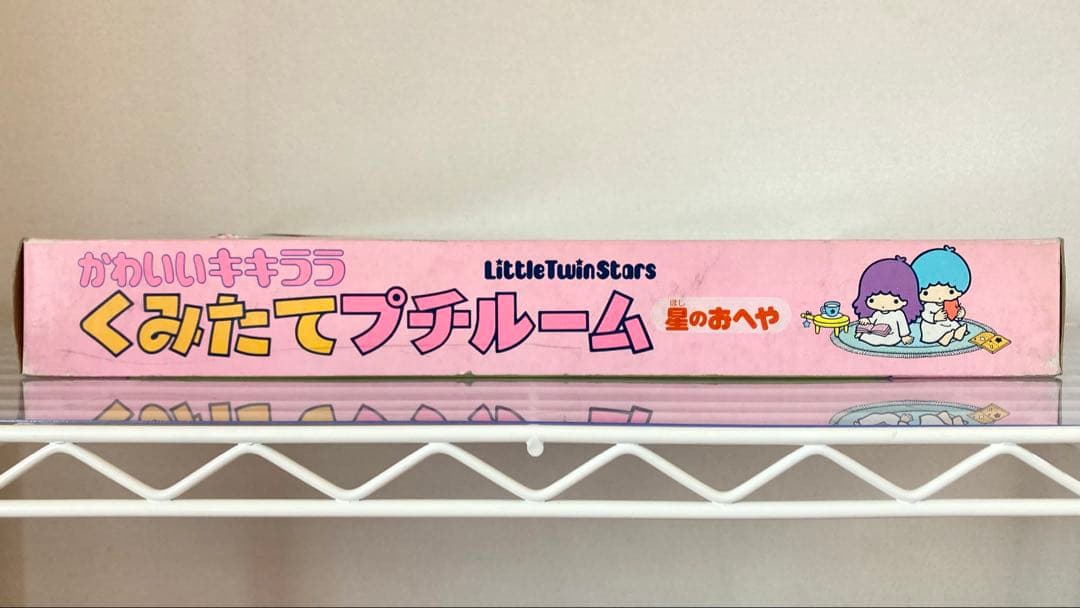 かわいいキキララ
LittleTwinStars
くみたてプチルーム
ほし
星のおへや